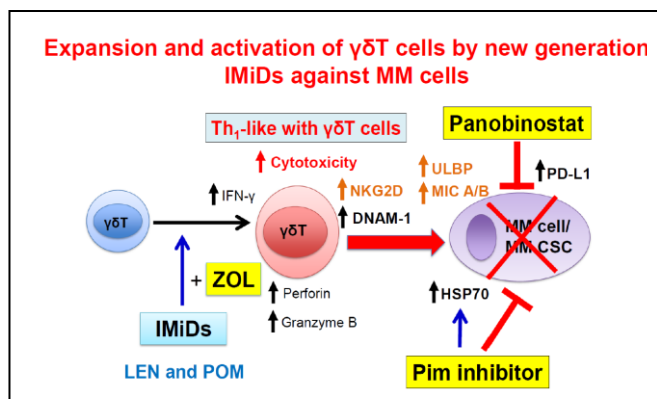 Expansion and activation of γδT cells by new generation
IMiDs against MM cells
Th₁-like with γδT cells
Cytotoxicity
Panobinostat
IFN-γ
NKG2D
DNAM-1
ULBP
MIC A/B
PD-L1
γδT
γδT
MM cell/
MM CSC
+ ZOL
Perforin
Granzyme B
HSP70
IMiDs
LEN and POM
Pim inhibitor